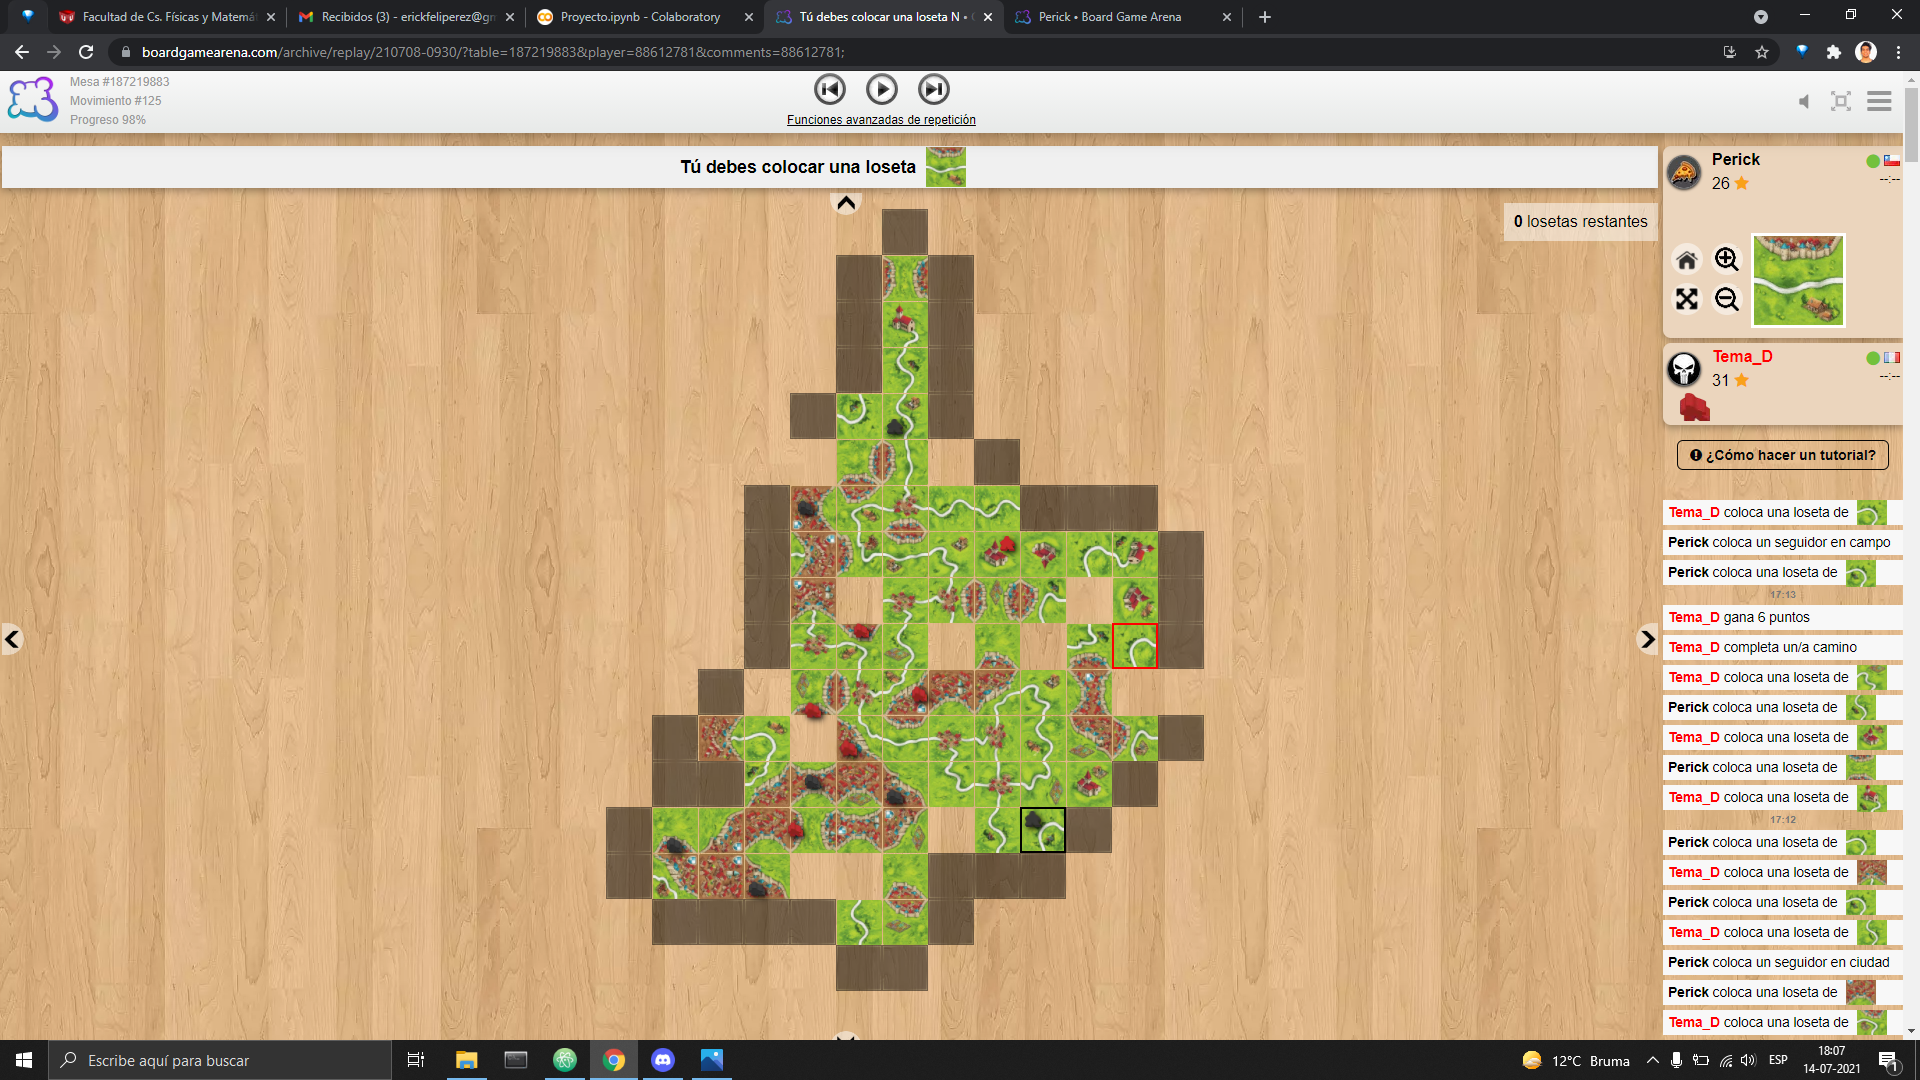 Facultad de Cs. Físicas y Matemá
Recibidos (3) - erickfeliperez@gm
Proyecto.ipynb - Colaboratory
Tú debes colocar una loseta N • C
Perick • Board Game Arena
boardgamearena.com/archive/replay/210708-0930/?table=187219883&player=88612781&comments=88612781;
Mesa #187219883
Movimiento #125
Progreso 98%
Funciones avanzadas de repetición
Tú debes colocar una loseta
0 losetas restantes
Perick
26
--:--
Tema_D
31
--:--
¿Cómo hacer un tutorial?
Tema_D coloca una loseta de
Perick coloca un seguidor en campo
Perick coloca una loseta de
17:13
Tema_D gana 6 puntos
Tema_D completa un/a camino
Tema_D coloca una loseta de
Perick coloca una loseta de
Tema_D coloca una loseta de
Perick coloca una loseta de
Tema_D coloca una loseta de
17:12
Perick coloca una loseta de
Tema_D coloca una loseta de
Perick coloca una loseta de
Tema_D coloca una loseta de
Perick coloca un seguidor en ciudad
Perick coloca una loseta de
Tema_D coloca una loseta de
Escribe aquí para buscar
12°C Bruma
ESP
18:07
14-07-2021
1